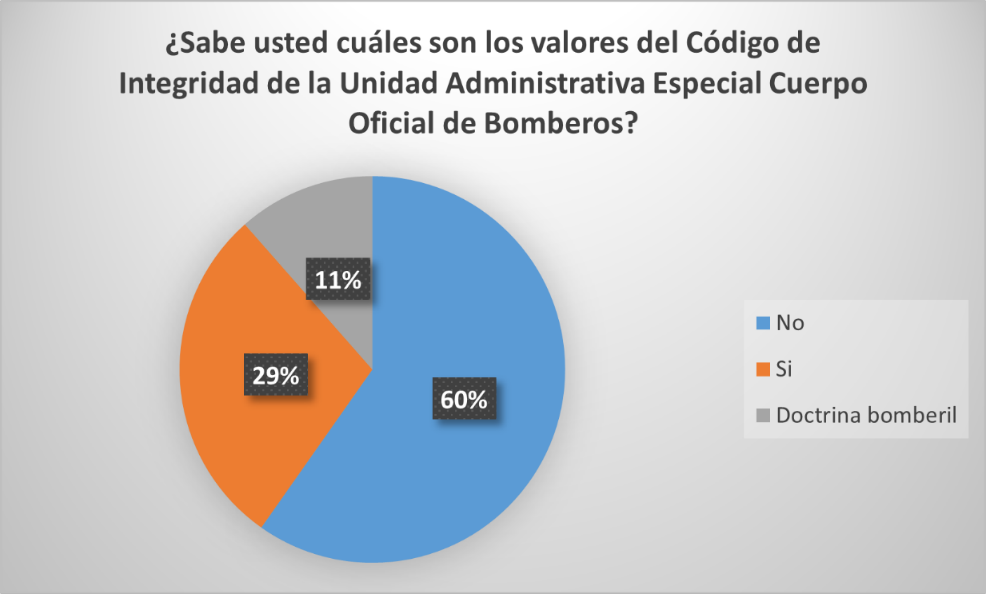 ¿Sabe usted cuáles son los valores del Código de
Integridad de la Unidad Administrativa Especial Cuerpo
Oficial de Bomberos?
11%
29%
60%
No
Si
Doctrina bomberil